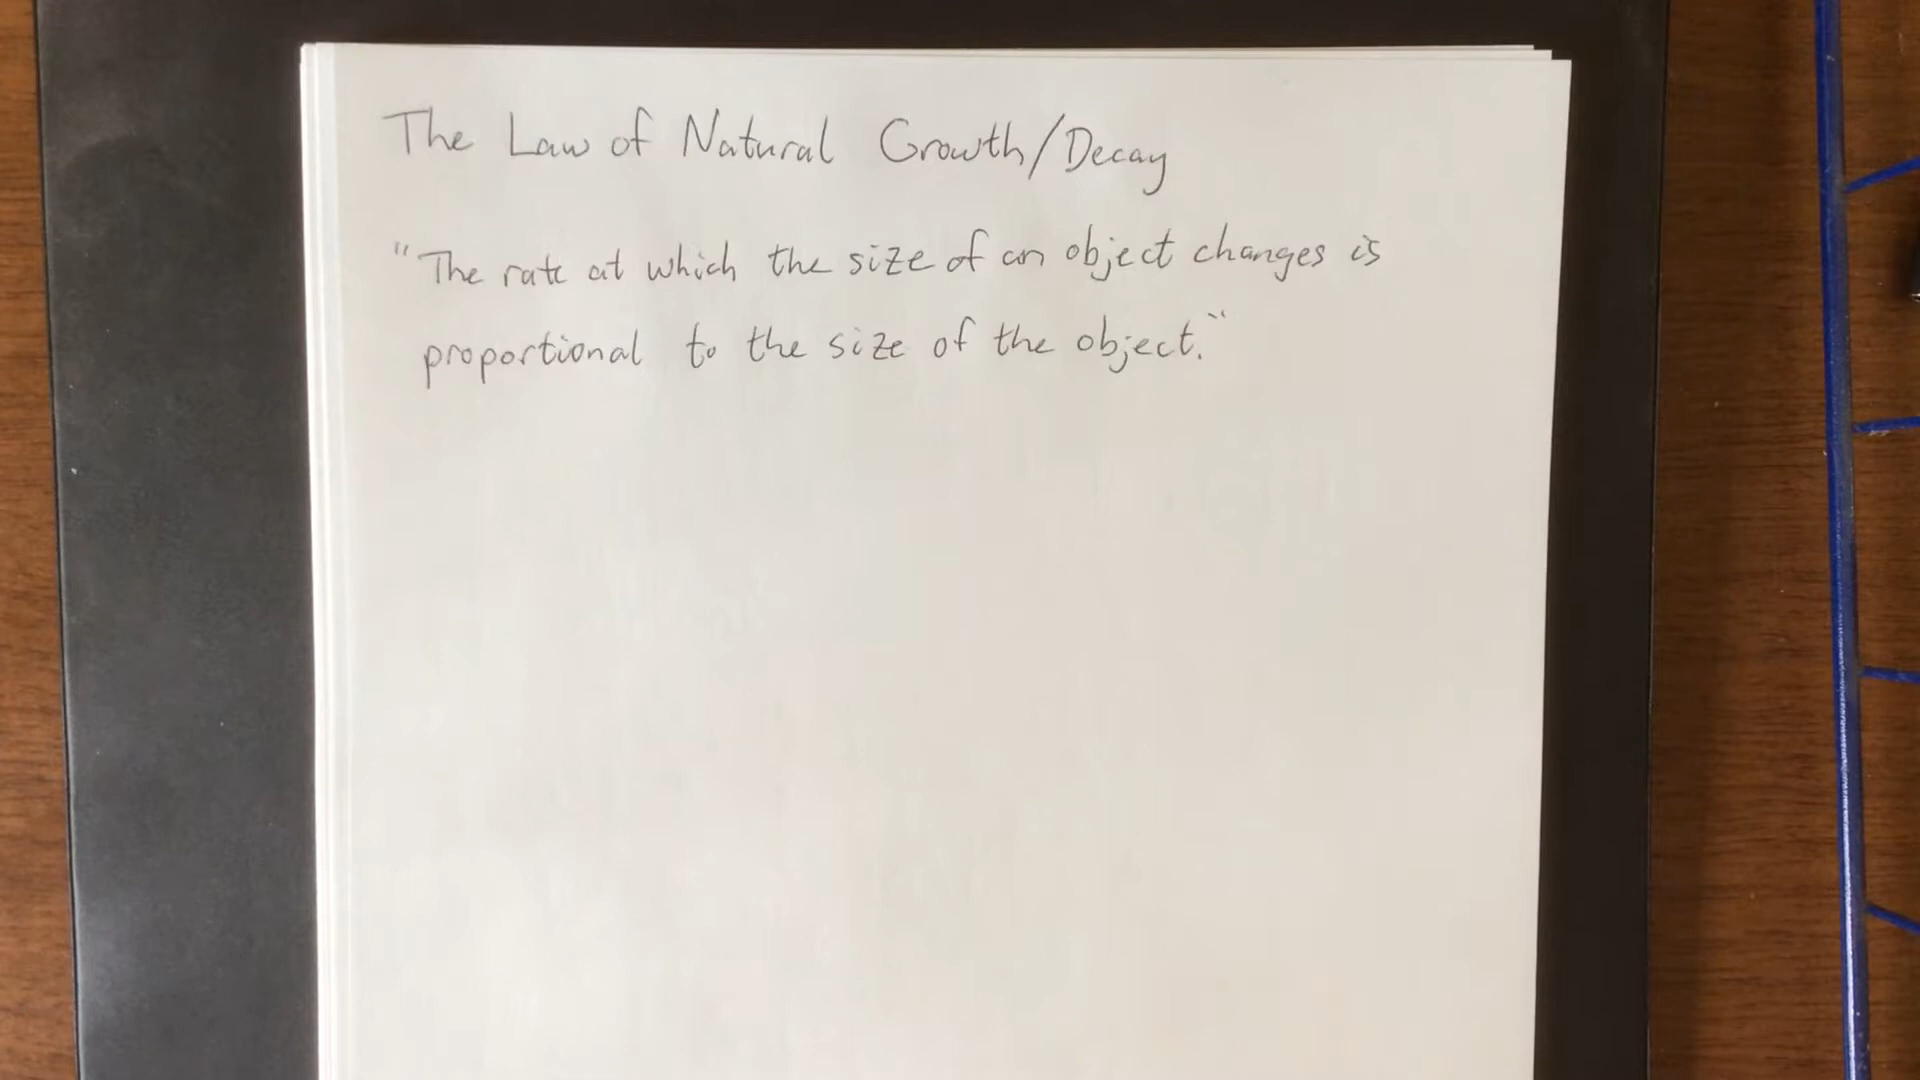 The Law of Natural Growth/Decay
"The rate at which the size of an object changes is
proportional to the size of the object."